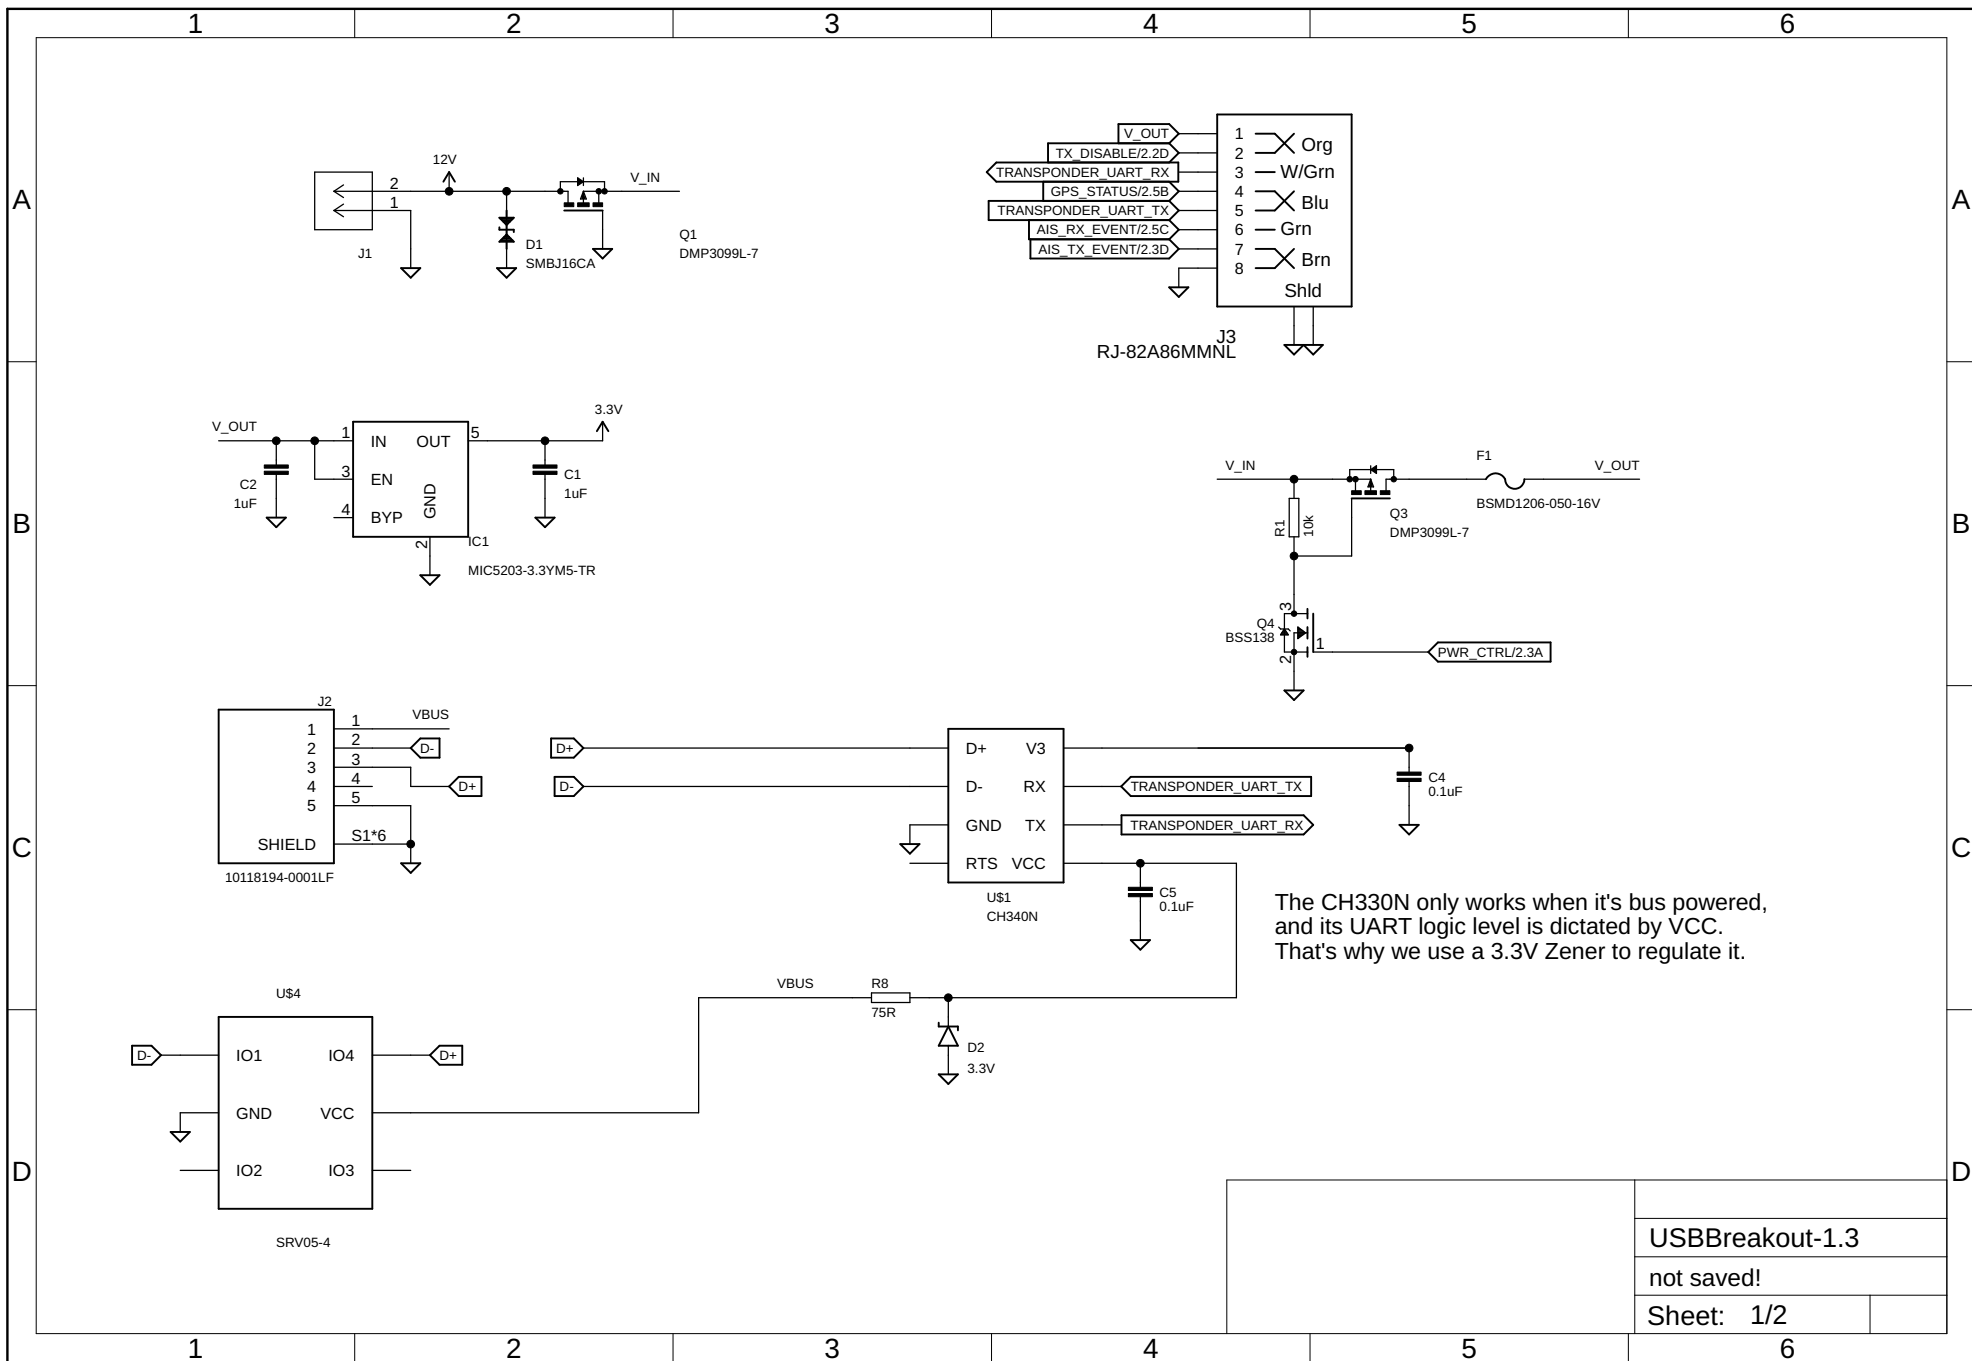 1 2 3 4 5 6
A
A
12V
V_IN
2
1
J1
D1
SMBJ16CA
Q1
DMP3099L-7
V_OUT 1 Org
TX_DISABLE/2.2D 2
TRANSPONDER_UART_RX 3 W/Grn
GPS_STATUS/2.5B 4 Blu
TRANSPONDER_UART_TX 5
AIS_RX_EVENT/2.5C 6 Grn
AIS_TX_EVENT/2.3D 7 Brn
8
Shld
J3
RJ-82A86MMNL
B
B
V_OUT
3.3V
1 IN OUT 5
3 EN
4 BYP
GND
2
C2
1uF
C1
1uF
IC1
MIC5203-3.3YM5-TR
V_IN
F1
V_OUT
BSMD1206-050-16V
R1
10k
Q3
DMP3099L-7
3
Q4
BSS138
1
2
PWR_CTRL/2.3A
C
C
J2
1 1 VBUS
2 2 D-
3 3
4 4 D+
5 5
SHIELD S1*6
10118194-0001LF
D+
D-
D+ V3
D- RX TRANSPONDER_UART_TX
GND TX TRANSPONDER_UART_RX
RTS VCC
U$1
CH340N
C4
0.1uF
C5
0.1uF
The CH330N only works when it's bus powered,
and its UART logic level is dictated by VCC.
That's why we use a 3.3V Zener to regulate it.
VBUS
R8
75R
D2
3.3V
D
D
U$4
D- IO1 IO4 D+
GND VCC
IO2 IO3
SRV05-4
USBBreakout-1.3
not saved!
Sheet: 1/2
1 2 3 4 5 6